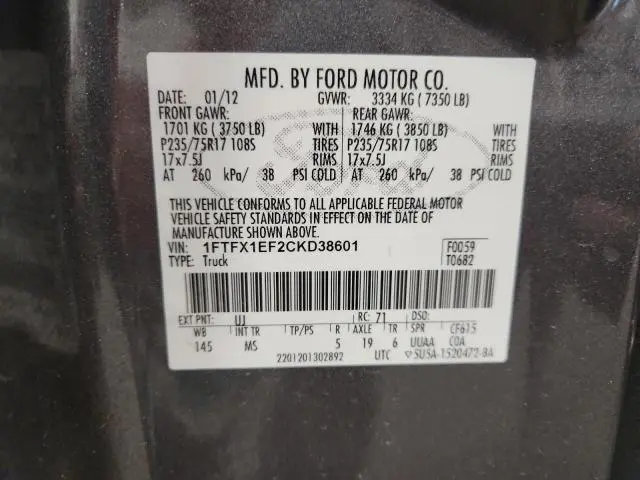 MFD. BY FORD MOTOR CO.
DATE: 01/12 GVWR: 3334 KG ( 7350 LB)
FRONT GAWR: REAR GAWR:
1701 KG ( 3750 LB) WITH 1746 KG ( 3850 LB) WITH
P235/75R17 108S TIRES P235/75R17 108S TIRES
17x7.5J RIMS 17x7.5J RIMS
AT 260 kPa/ 38 PSI COLD AT 260 kPa/ 38 PSI COLD
THIS VEHICLE CONFORMS TO ALL APPLICABLE FEDERAL MOTOR
VEHICLE SAFETY STANDARDS IN EFFECT ON THE DATE OF
MANUFACTURE SHOWN ABOVE.
VIN: 1FTFX1EF2CKD38601 F0059
TYPE: Truck T0682
EXT PNT: UJ RC: 71 DSO:
WB INT TR TP/PS R AXLE TR SPR CF615
145 MS 5 19 6 UUAA COA
2201201302892 UTC ▽5U5A-1520472-BA